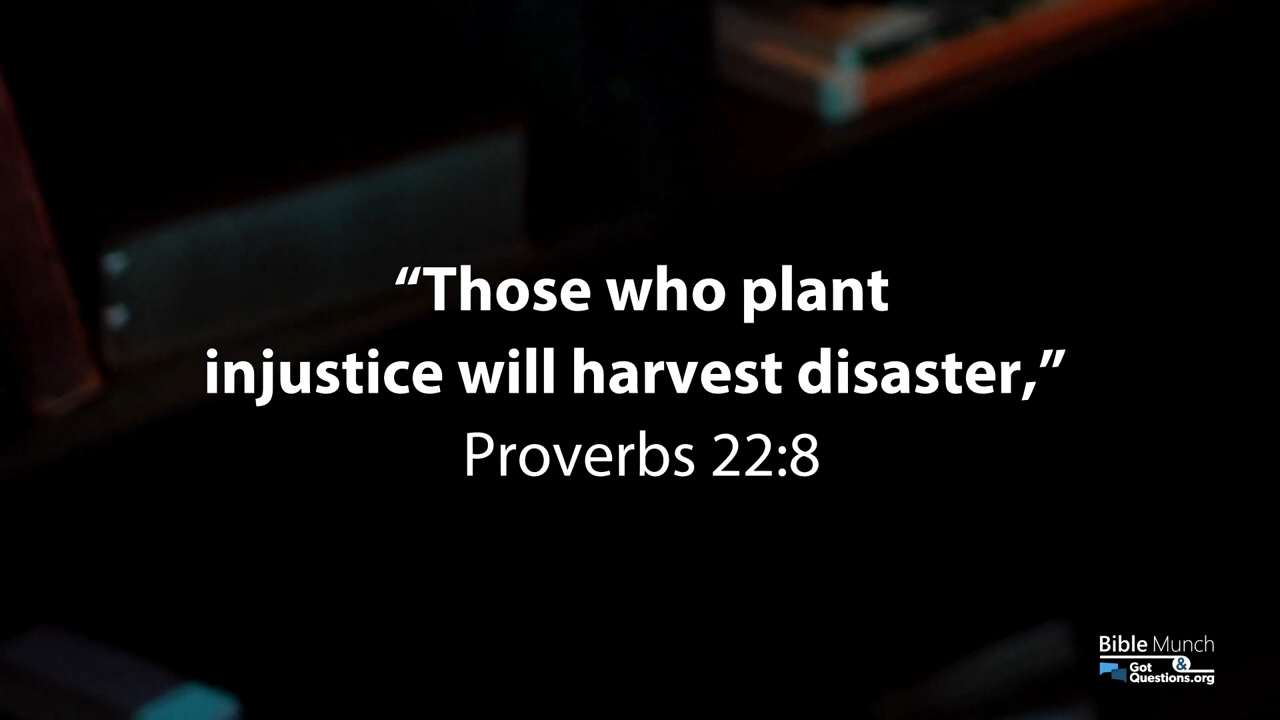 “Those who plant
injustice will harvest disaster,”
Proverbs 22:8
Bible Munch
&
Got
Questions.org